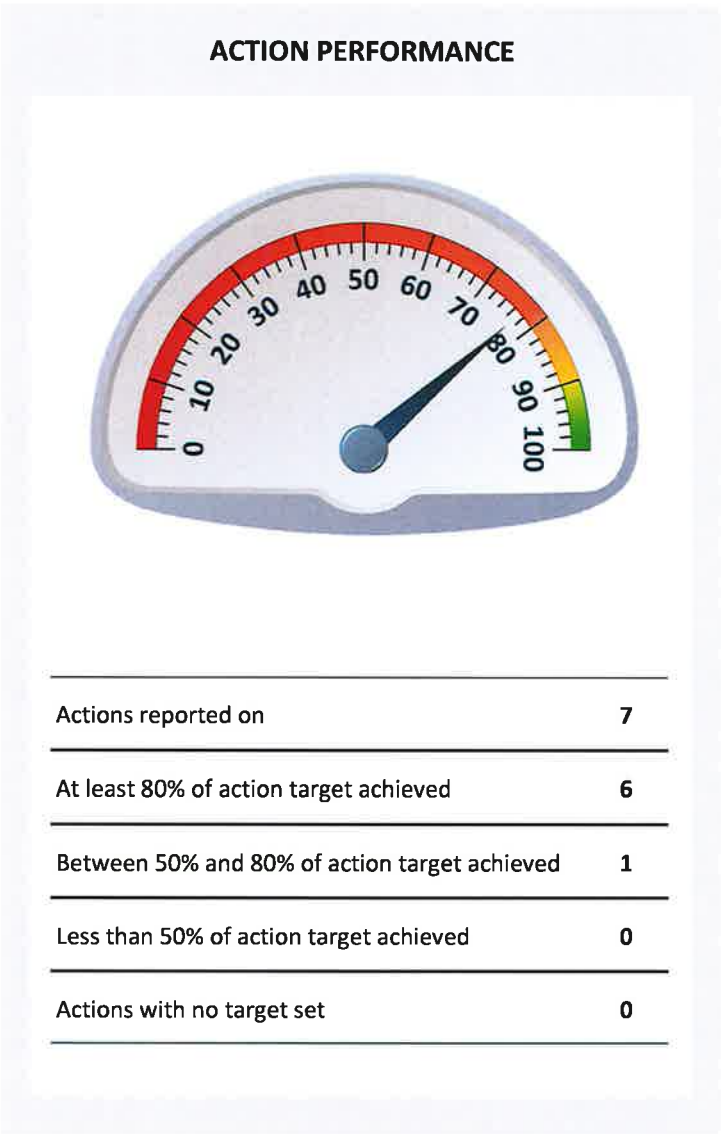 ACTION PERFORMANCE
0
10
20
30
40
50
60
70
80
90
100
Actions reported on 7
At least 80% of action target achieved 6
Between 50% and 80% of action target achieved 1
Less than 50% of action target achieved 0
Actions with no target set 0